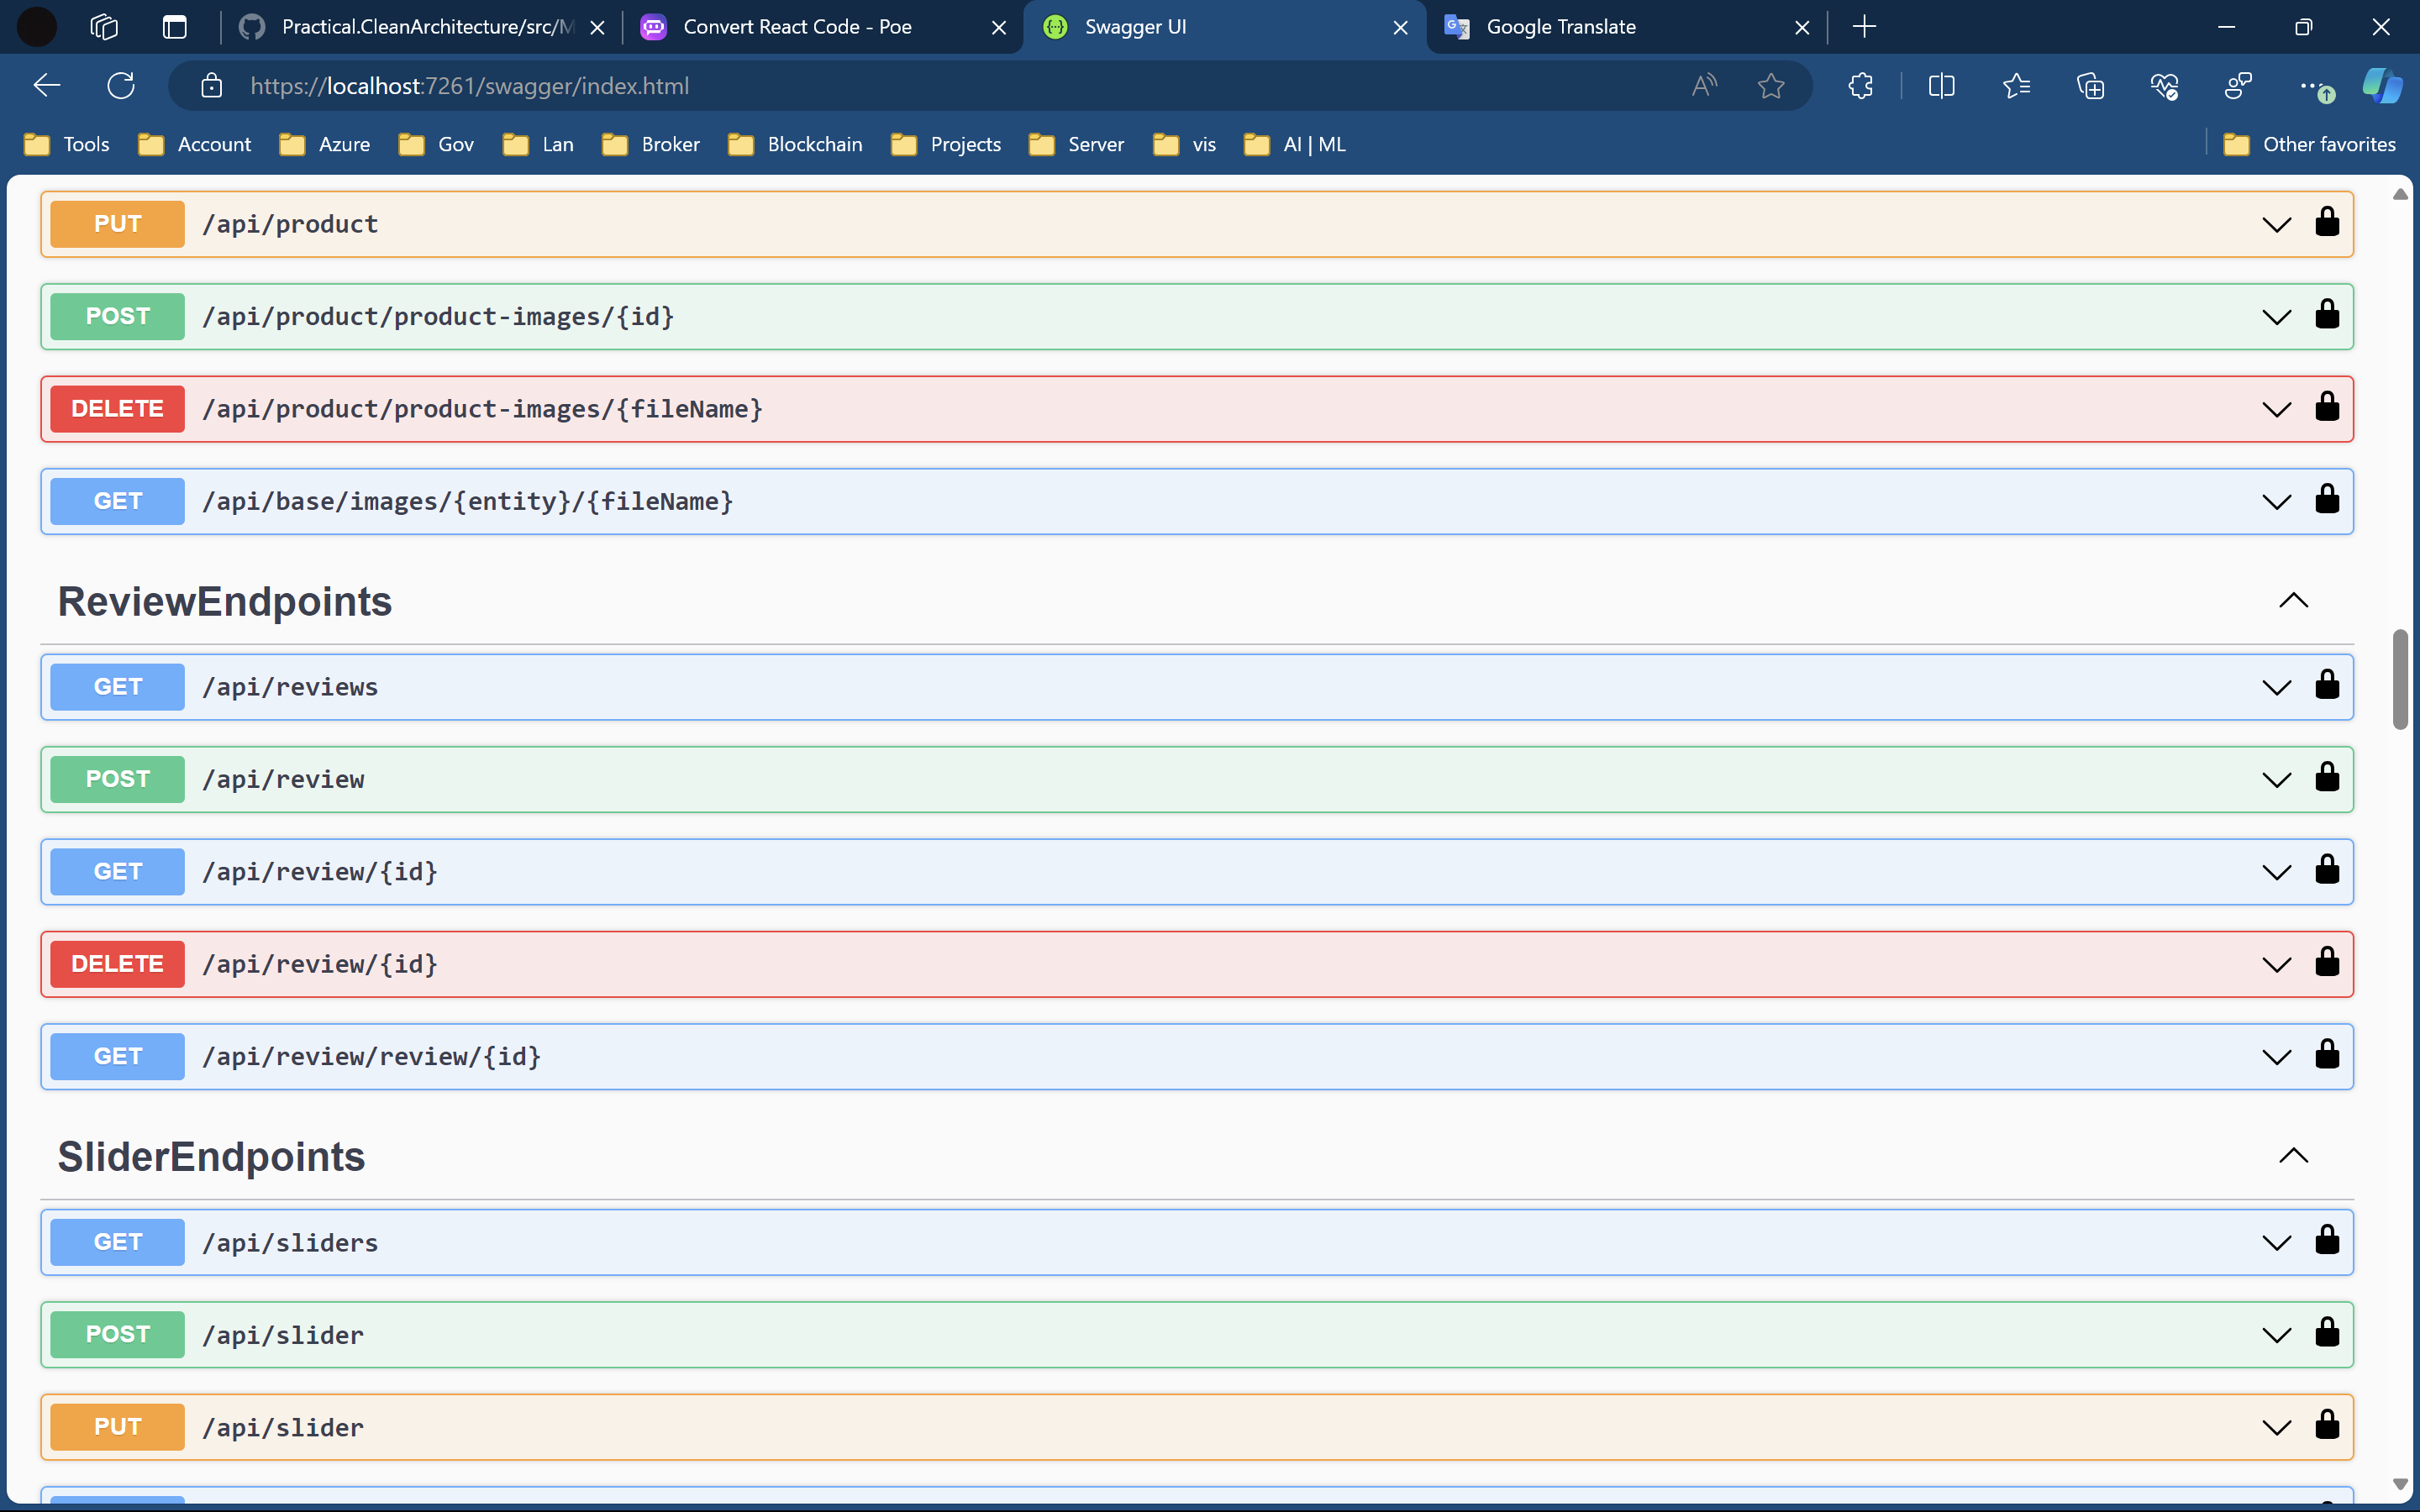 Practical.CleanArchitecture/src/M
Convert React Code - Poe
Swagger UI
Google Translate
https://localhost:7261/swagger/index.html
Tools
Account
Azure
Gov
Lan
Broker
Blockchain
Projects
Server
vis
AI | ML
Other favorites
PUT /api/product
POST /api/product/product-images/{id}
DELETE /api/product/product-images/{fileName}
GET /api/base/images/{entity}/{fileName}
ReviewEndpoints
GET /api/reviews
POST /api/review
GET /api/review/{id}
DELETE /api/review/{id}
GET /api/review/review/{id}
SliderEndpoints
GET /api/sliders
POST /api/slider
PUT /api/slider